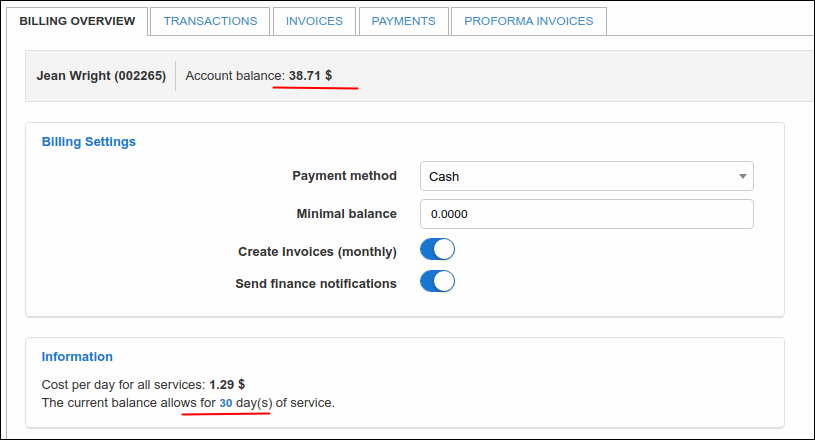 BILLING OVERVIEW TRANSACTIONS INVOICES PAYMENTS PROFORMA INVOICES
Jean Wright (002265) Account balance: 38.71 $
Billing Settings
Payment method Cash
Minimal balance 0.0000
Create Invoices (monthly)
Send finance notifications
Information
Cost per day for all services: 1.29 $
The current balance allows for 30 day(s) of service.